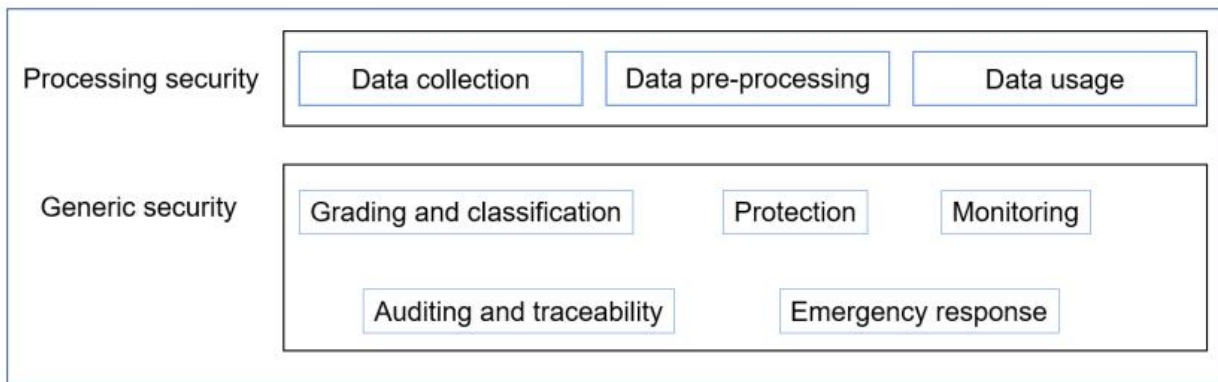 Processing security
Data collection
Data pre-processing
Data usage
Generic security
Grading and classification
Protection
Monitoring
Auditing and traceability
Emergency response